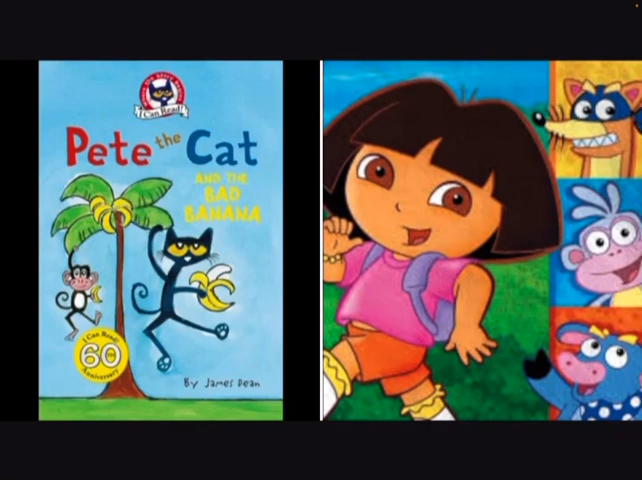 I Can Read!
Pete the Cat
AND THE
BAD
BANANA
I Can Read!
60
Anniversary
By James Dean